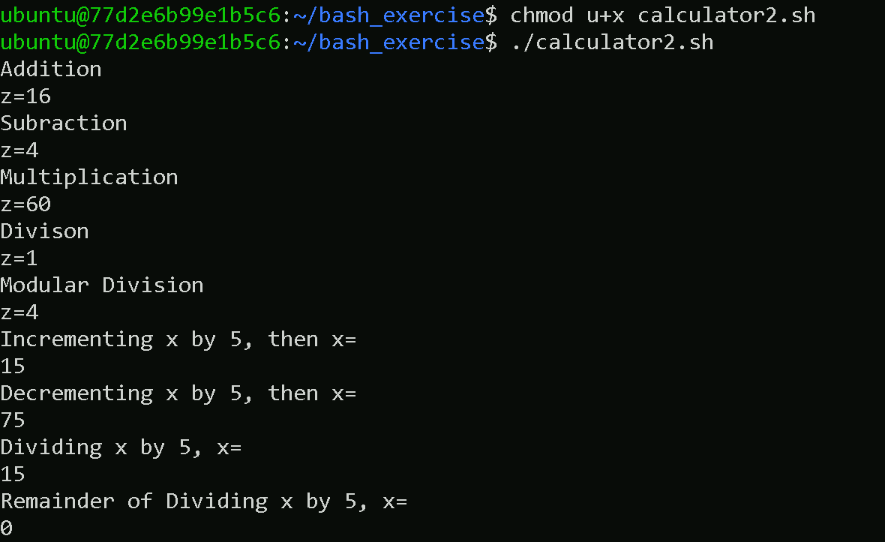 ubuntu@77d2e6b99e1b5c6:~/bash_exercise$ chmod u+x calculator2.sh
ubuntu@77d2e6b99e1b5c6:~/bash_exercise$ ./calculator2.sh
Addition
z=16
Subraction
z=4
Multiplication
z=60
Divison
z=1
Modular Division
z=4
Incrementing x by 5, then x=
15
Decrementing x by 5, then x=
75
Dividing x by 5, x=
15
Remainder of Dividing x by 5, x=
0